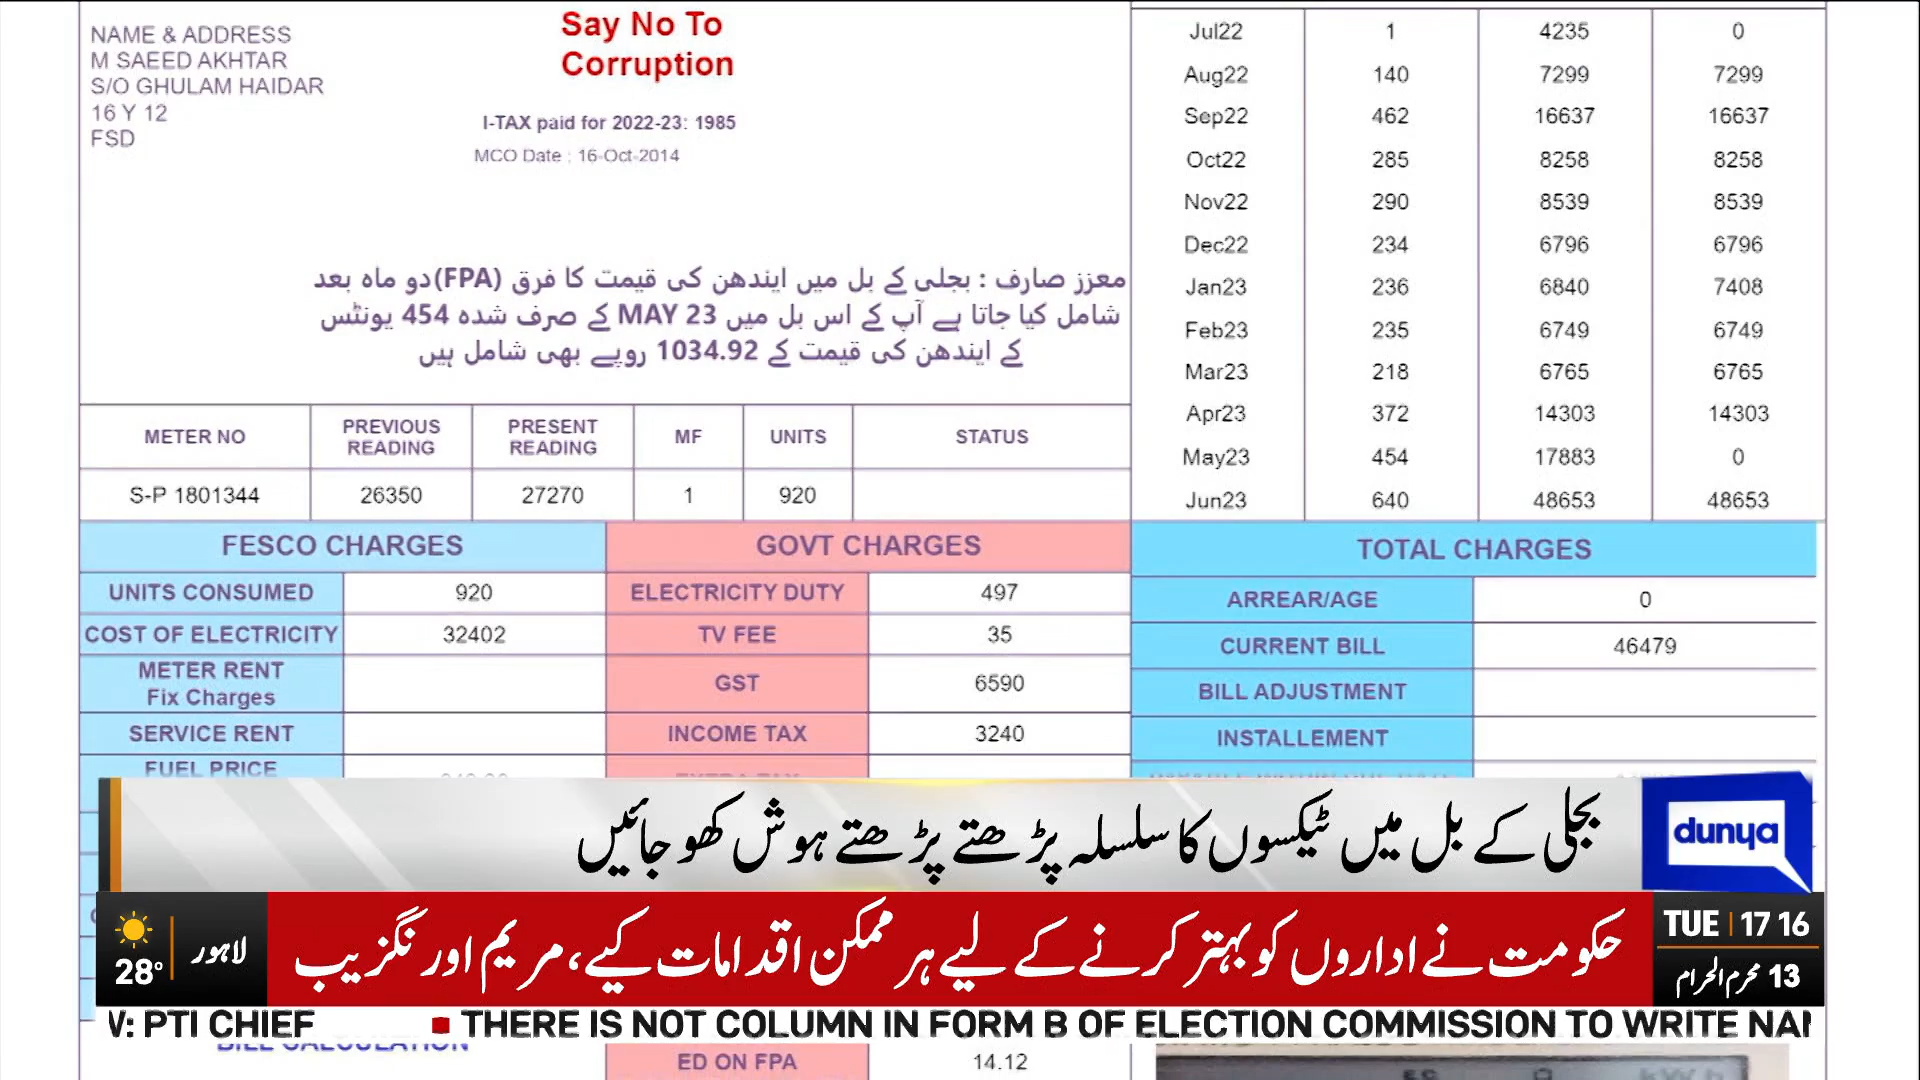 NAME & ADDRESS
M SAEED AKHTAR
S/O GHULAM HAIDAR
16 Y 12
FSD
Say No To
Corruption
I-TAX paid for 2022-23: 1985
MCO Date : 16-Oct-2014
معزز صارف : بجلی کے بل میں ایندھن کی قیمت کا فرق (FPA) دو ماہ بعد
شامل کیا جاتا ہے آپ کے اس بل میں MAY 23 کے صرف شدہ 454 یونٹس
کے ایندھن کی قیمت کے 1034.92 روپے بھی شامل ہیں
Jul22 1 4235 0
Aug22 140 7299 7299
Sep22 462 16637 16637
Oct22 285 8258 8258
Nov22 290 8539 8539
Dec22 234 6796 6796
Jan23 236 6840 7408
Feb23 235 6749 6749
Mar23 218 6765 6765
Apr23 372 14303 14303
May23 454 17883 0
Jun23 640 48653 48653
METER NO PREVIOUS READING PRESENT READING MF UNITS STATUS
S-P 1801344 26350 27270 1 920
FESCO CHARGES
UNITS CONSUMED 920
COST OF ELECTRICITY 32402
METER RENT
Fix Charges
SERVICE RENT
FUEL PRICE
GOVT CHARGES
ELECTRICITY DUTY 497
TV FEE 35
GST 6590
INCOME TAX 3240
TOTAL CHARGES
ARREAR/AGE 0
CURRENT BILL 46479
BILL ADJUSTMENT
INSTALLEMENT
بجلی کے بل میں ٹیکسوں کا سلسلہ پڑھتے پڑھتے ہوش کھو جائیں
dunya
حکومت نے اداروں کو بہتر کرنے کے لیے ہر ممکن اقدامات کیے، مریم اورنگزیب
لاہور
28°
TUE 17 16
13 محرم الحرام
V: PTI CHIEF THERE IS NOT COLUMN IN FORM B OF ELECTION COMMISSION TO WRITE NAM
BILL CALCULATION
ED ON FPA 14.12